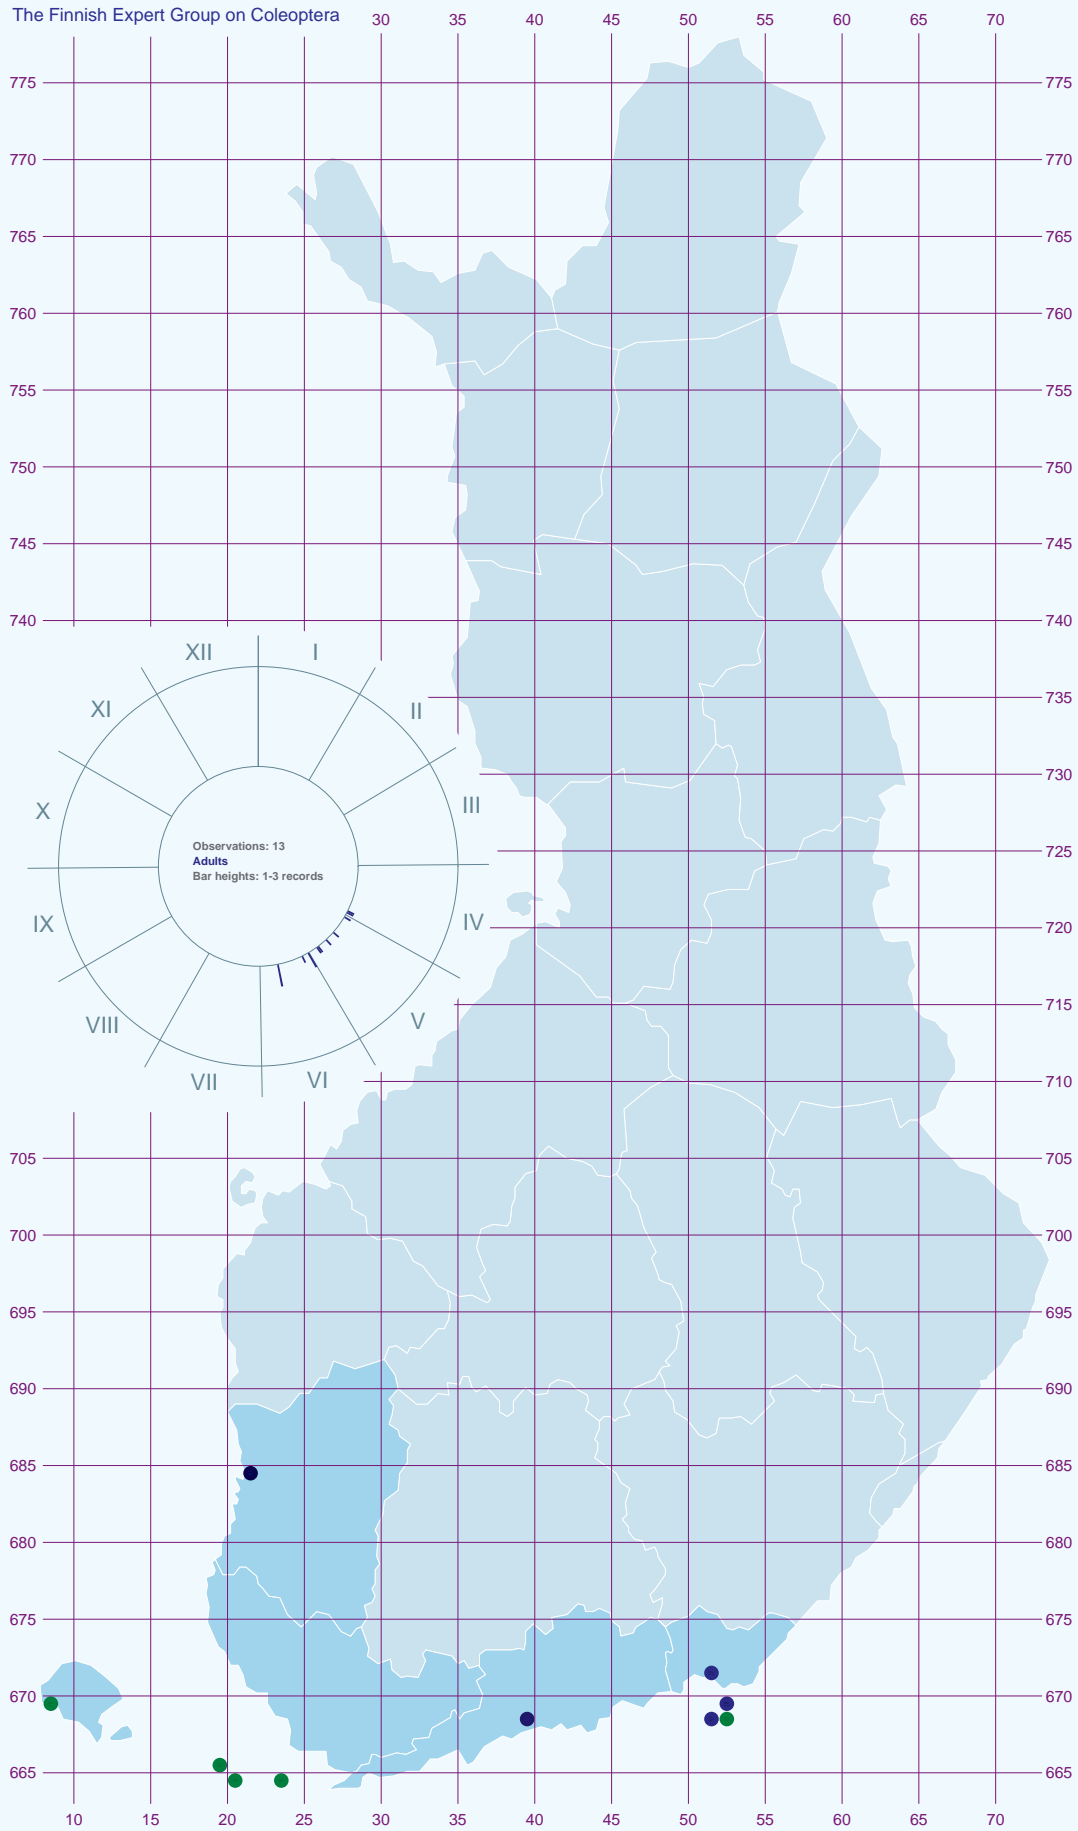 The Finnish Expert Group on Coleoptera
30 40 50 60 70
35 45 55 65
775 775
770 770
765 765
760 760
755 755
750 750
745 745
740 740
XII I
XI II
735
730
X III
Observations: 13
Adults
Bar heights: 1-3 records
725
IX IV
720
VIII V
715
VII VI
710
705 705
700 700
695 695
690 690
685 685
680 680
675 675
670 670
665 665
10 15 20 25 30 35 40 45 50 55 60 65 70